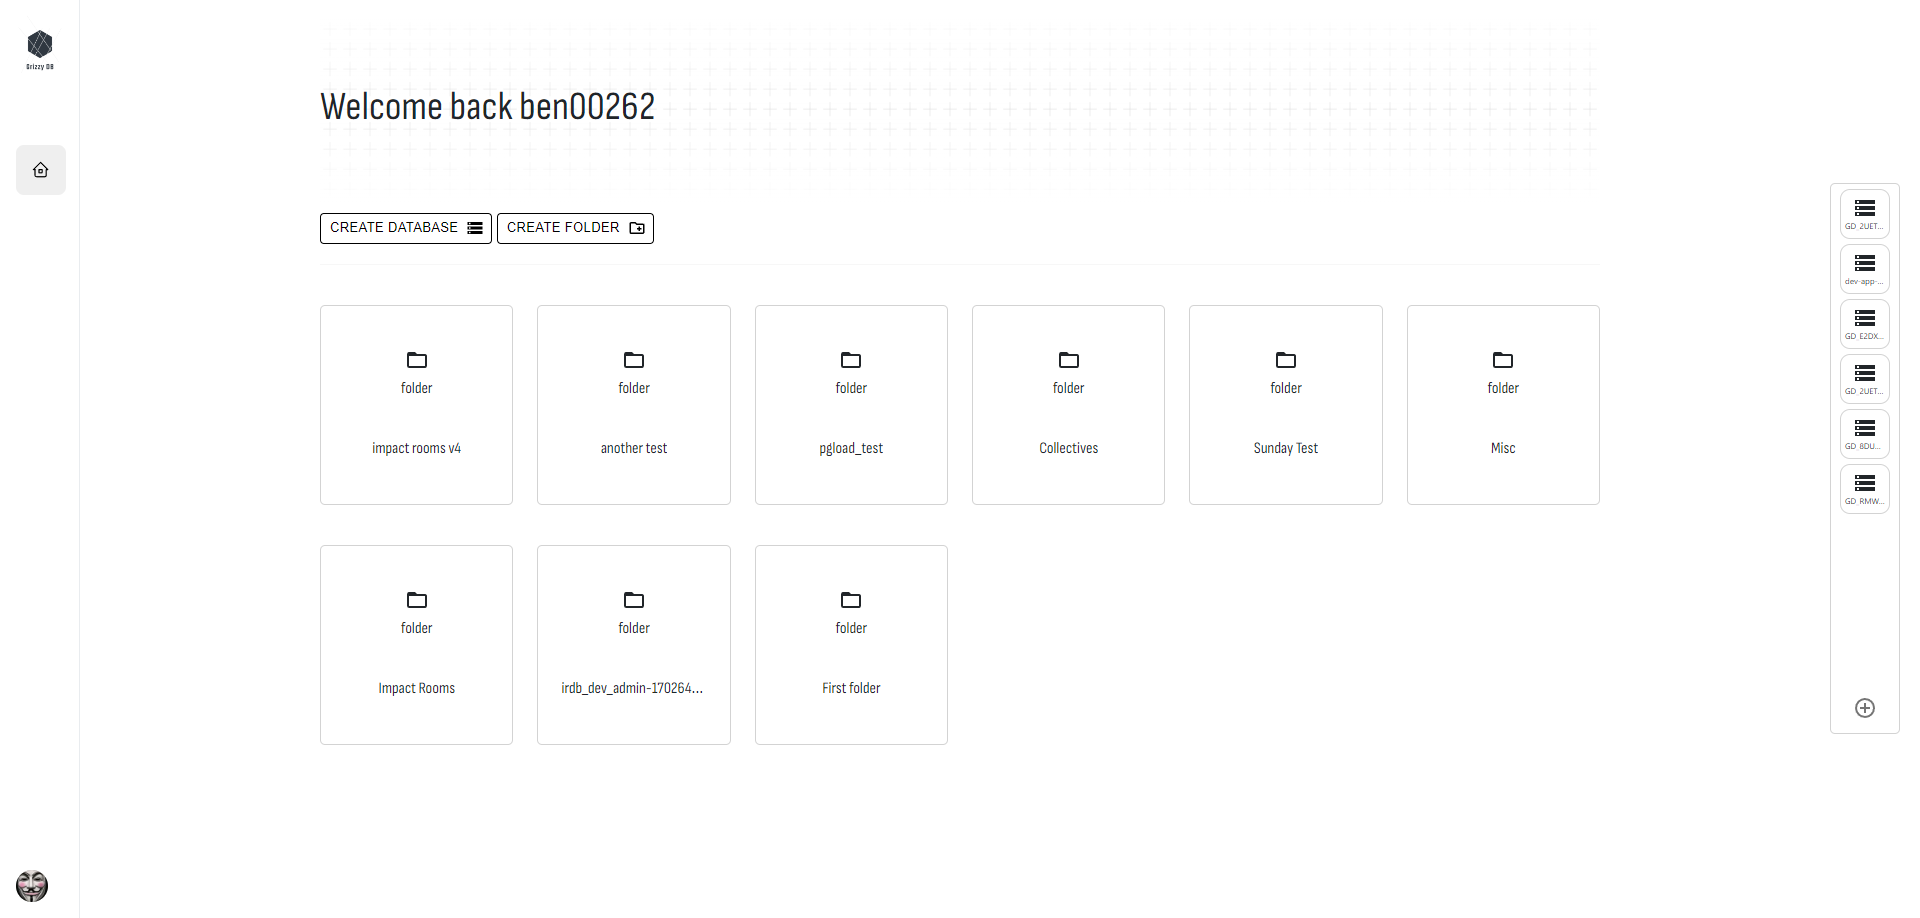 Grizzy DB
Welcome back ben00262
CREATE DATABASE
CREATE FOLDER
folder
impact rooms v4
folder
another test
folder
pgload_test
folder
Collectives
folder
Sunday Test
folder
Misc
folder
Impact Rooms
folder
irdb_dev_admin-170264...
folder
First folder
GD_2UET...
dev-app-...
GD_E2DX...
GD_2UET...
GD_8DU...
GD_RMW...